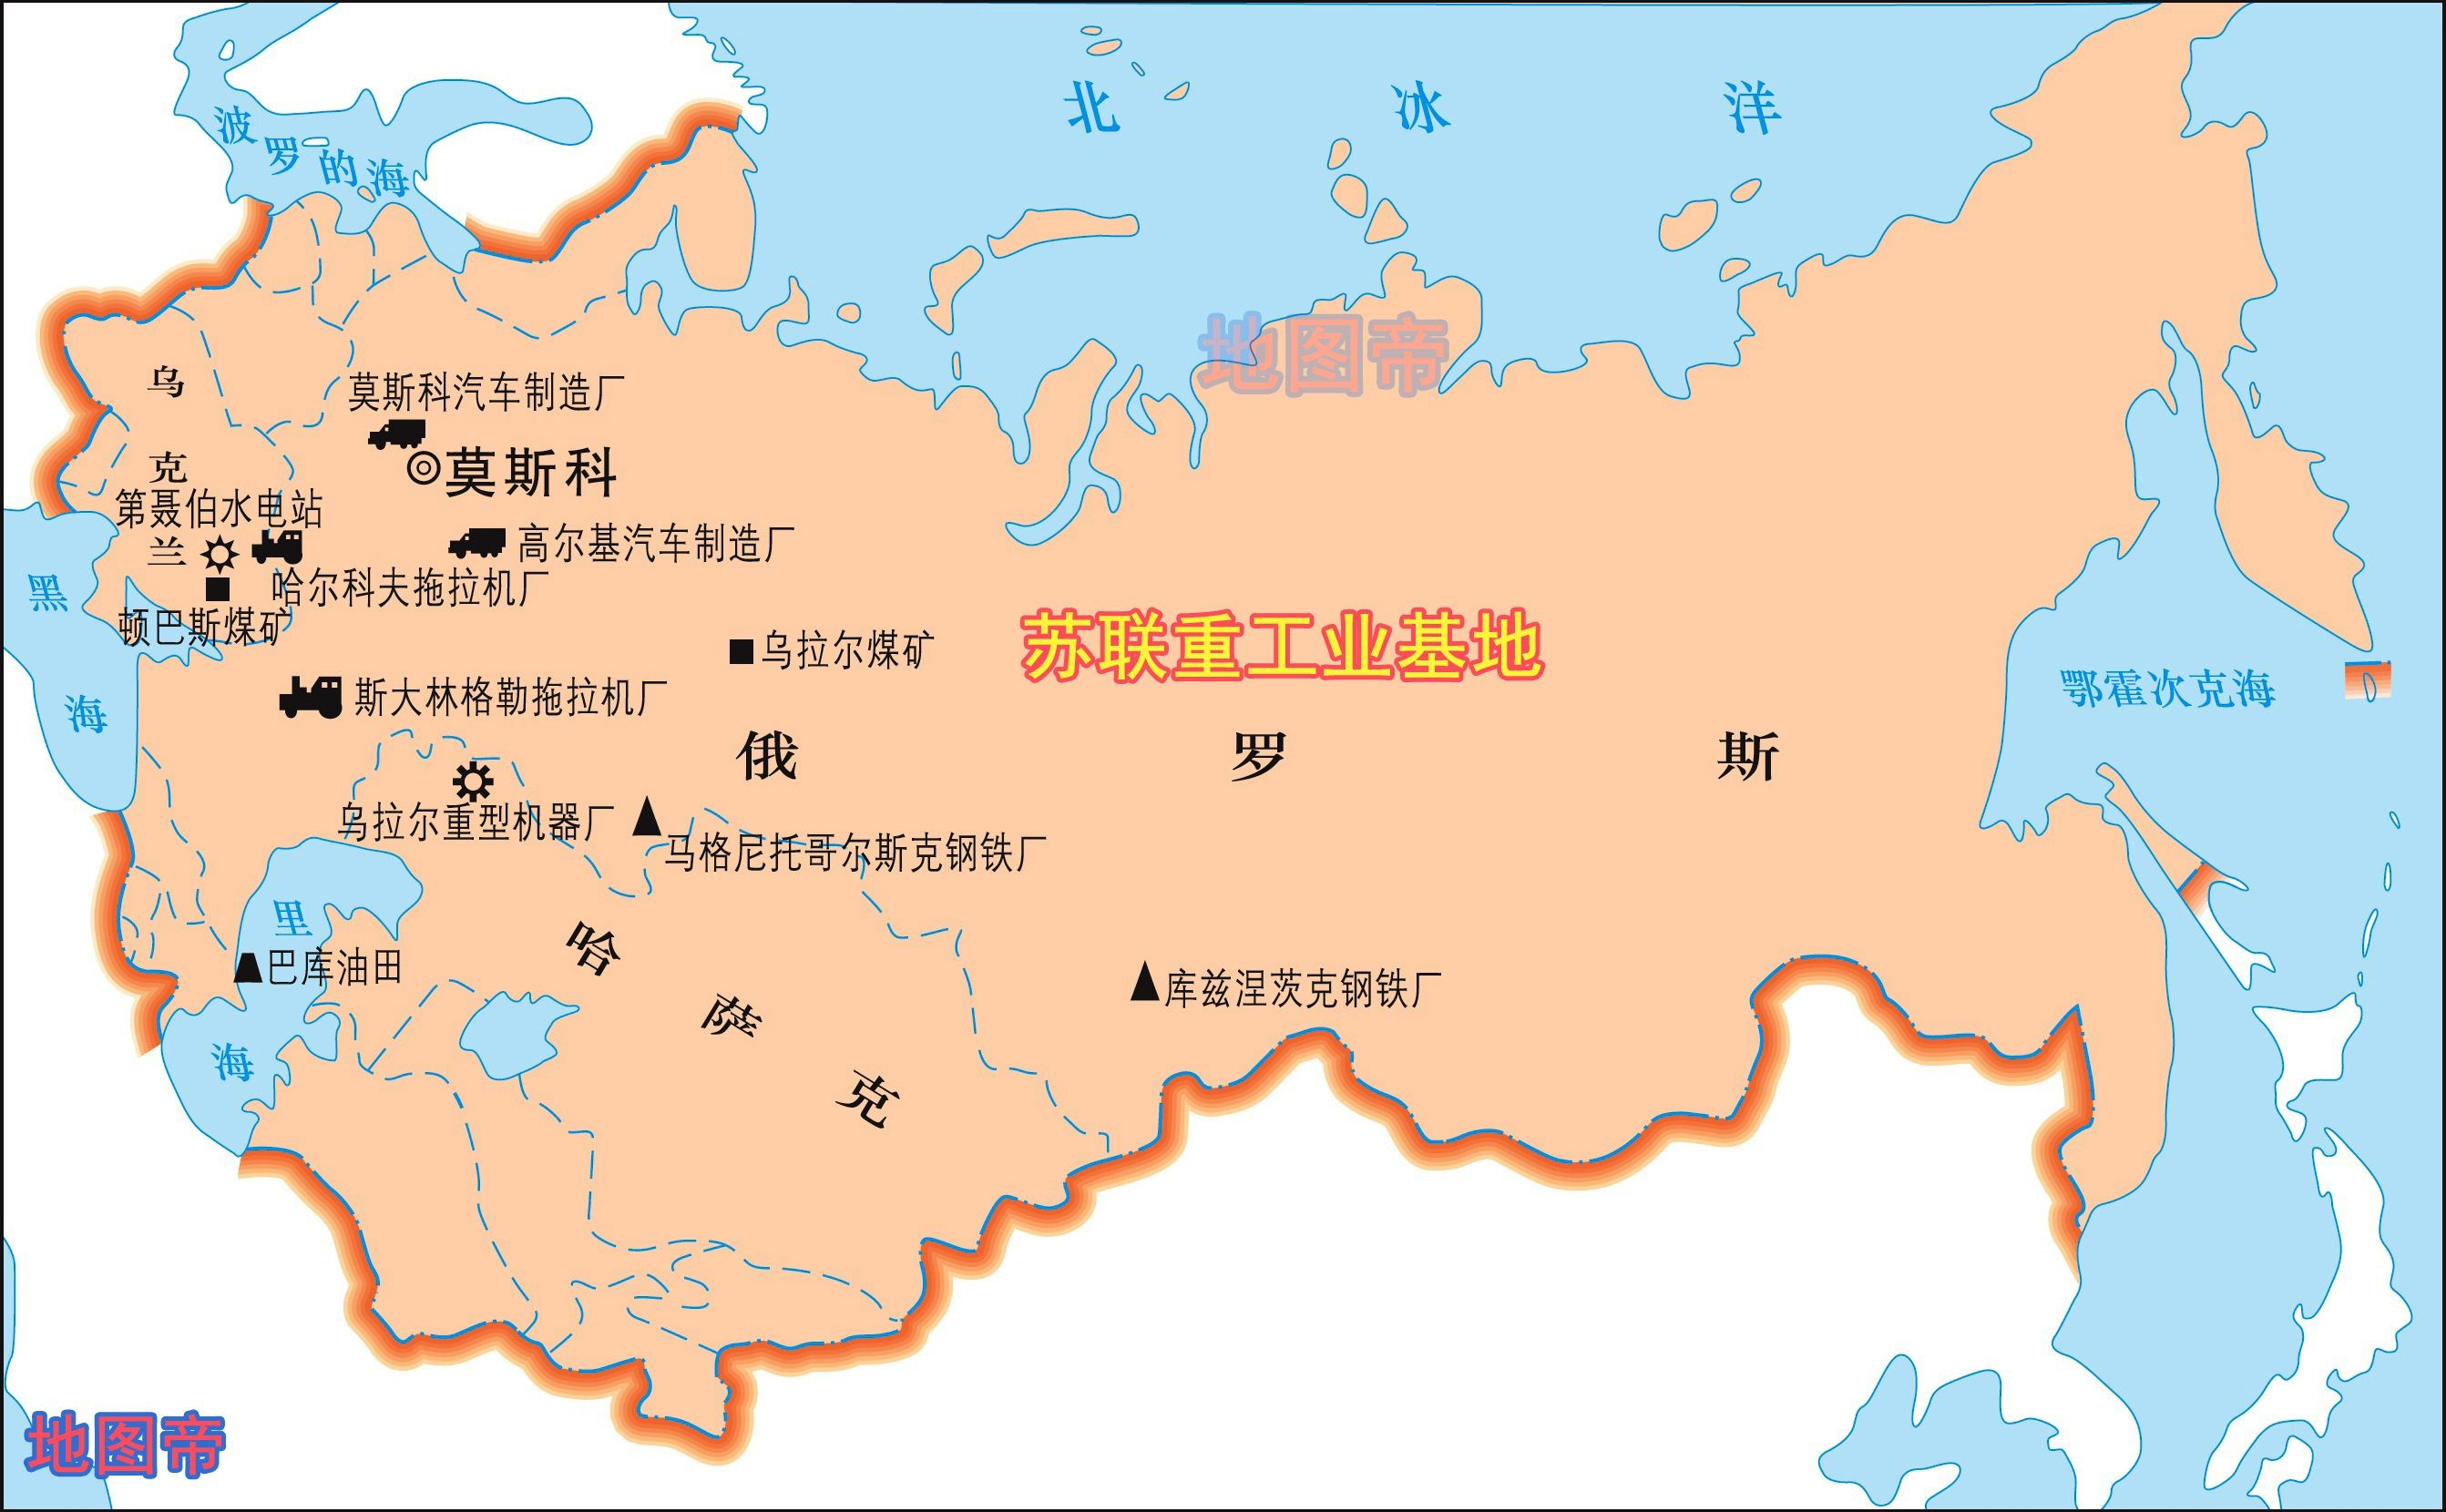 北冰洋
波罗的海
地图帝
乌克兰
莫斯科汽车制造厂
莫斯科
第聂伯水电站
高尔基汽车制造厂
哈尔科夫拖拉机厂
顿巴斯煤矿
黑海
乌拉尔煤矿
苏联重工业基地
鄂霍次克海
斯大林格勒拖拉机厂
俄罗斯
乌拉尔重型机器厂
马格尼托哥尔斯克钢铁厂
里海
巴库油田
哈萨克
库兹涅茨克钢铁厂
地图帝